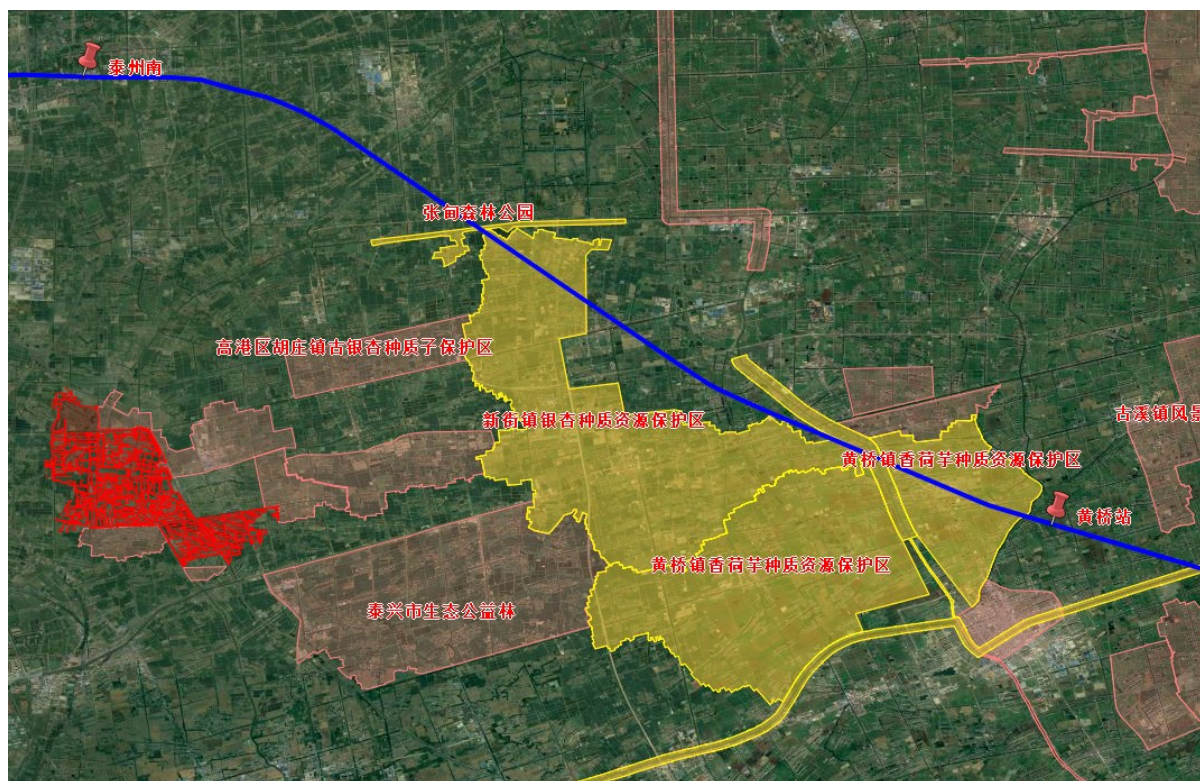 泰州南
张甸森林公园
高港区胡庄镇古银杏种质子保护区
新街镇银杏种质资源保护区
古溪镇风景
黄桥镇香荷芋种质资源保护区
黄桥站
黄桥镇香荷芋种质资源保护区
泰兴市生态公益林